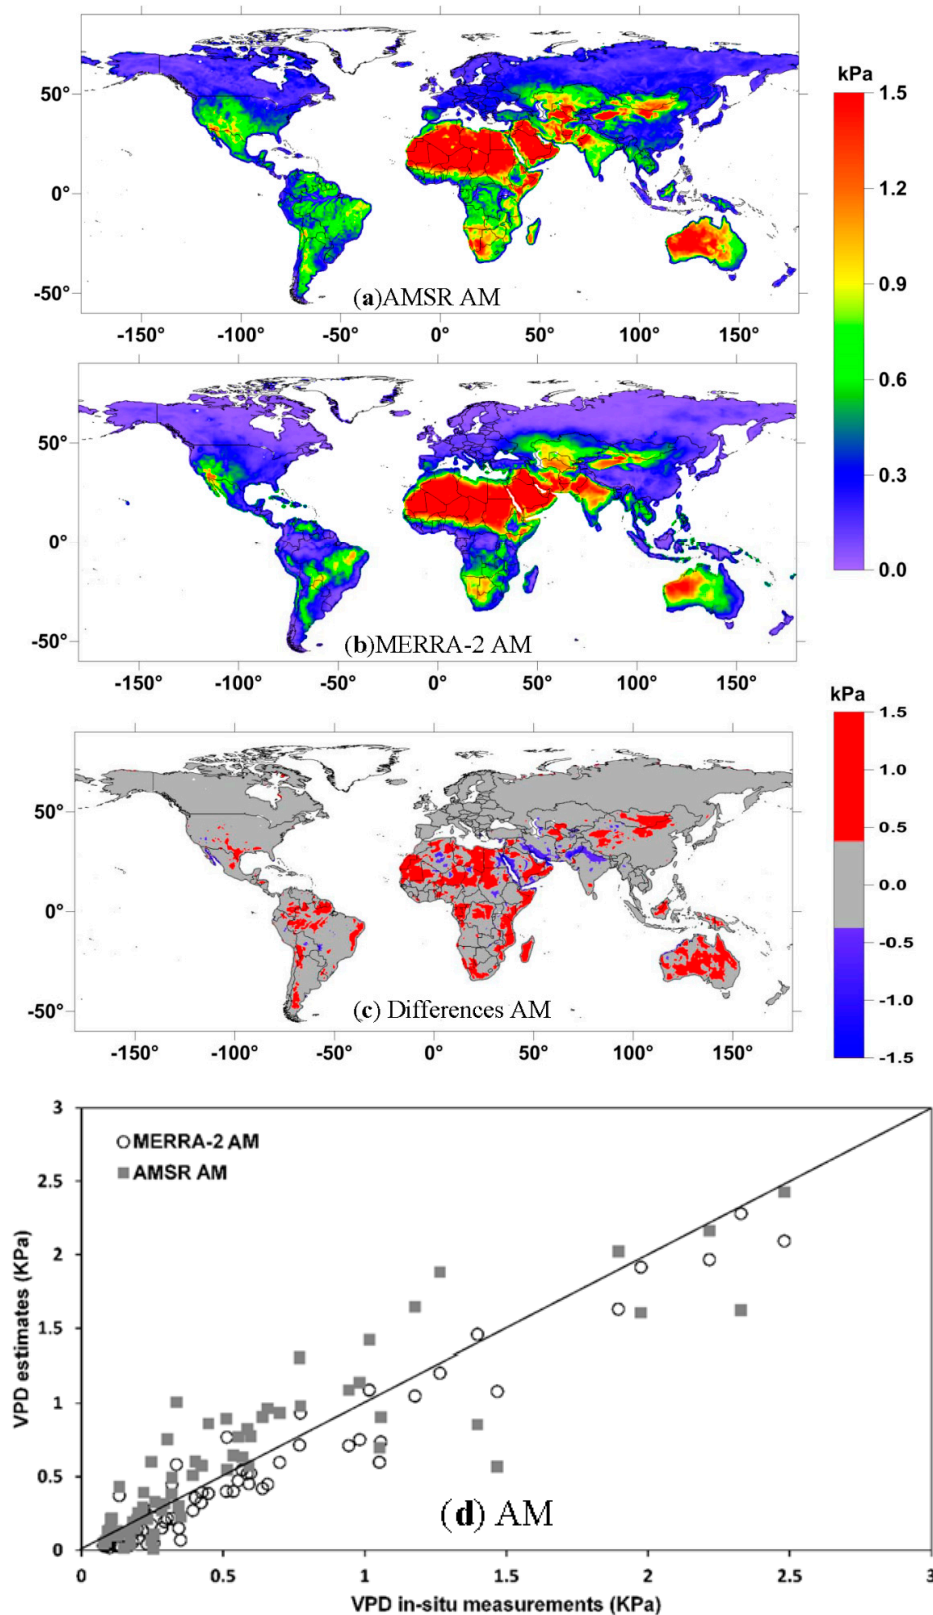 kPa
1.5
1.2
0.9
0.6
0.3
0.0
50°
0°
-50°
(a)AMSR AM
-150° -100° -50° 0° 50° 100° 150°
50°
0°
-50°
(b)MERRA-2 AM
-150° -100° -50° 0° 50° 100° 150°
kPa
1.5
1.0
0.5
0.0
-0.5
-1.0
-1.5
50°
0°
-50°
(c) Differences AM
-150° -100° -50° 0° 50° 100° 150°
VPD estimates (KPa)
3
2.5
2
1.5
1
0.5
0
MERRA-2 AM
AMSR AM
(d) AM
0 0.5 1 1.5 2 2.5 3
VPD in-situ measurements (KPa)